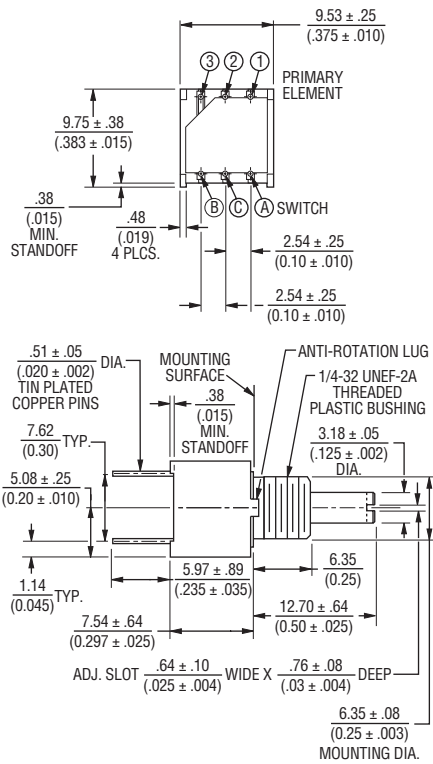 9.53 ± .25
(.375 ± .010)
3
2
1
PRIMARY
ELEMENT
9.75 ± .38
(.383 ± .015)
.38
(.015)
MIN.
STANDOFF
.48
(.019)
4 PLCS.
B
C
A
SWITCH
2.54 ± .25
(0.10 ± .010)
2.54 ± .25
(0.10 ± .010)
.51 ± .05
(.020 ± .002)
DIA.
TIN PLATED
COPPER PINS
MOUNTING
SURFACE
ANTI-ROTATION LUG
1/4-32 UNEF-2A
THREADED
PLASTIC BUSHING
.38
(.015)
MIN.
STANDOFF
3.18 ± .05
(.125 ± .002)
DIA.
7.62
(0.30)
TYP.
5.08 ± .25
(0.20 ± .010)
1.14
(0.045)
TYP.
5.97 ± .89
(.235 ± .035)
6.35
(0.25)
7.54 ± .64
(0.297 ± .025)
12.70 ± .64
(0.50 ± .025)
ADJ. SLOT .64 ± .10 WIDE X .76 ± .08 DEEP
(.025 ± .004) (.03 ± .004)
6.35 ± .08
(0.25 ± .003)
MOUNTING DIA.